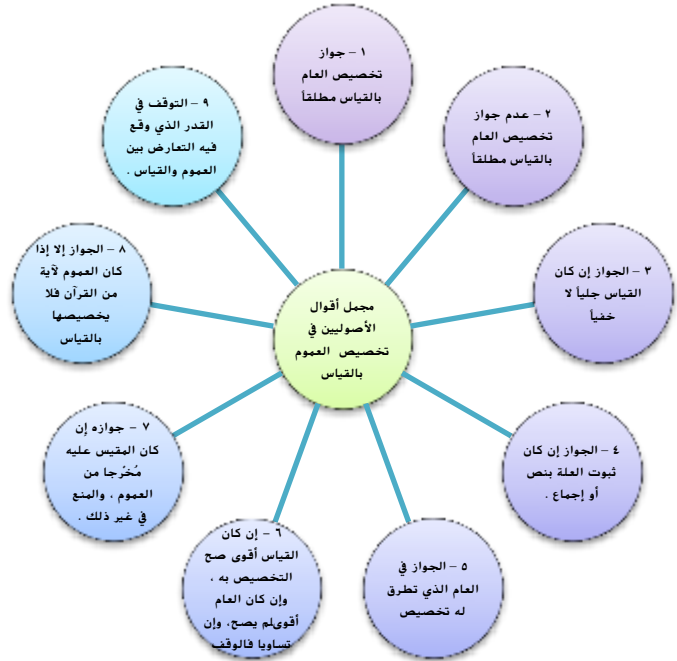 ١ – جواز
تخصيص العام
بالقياس مطلقاً
٢ – عدم جواز
تخصيص العام
بالقياس مطلقاً
٣ – الجواز إن كان
القياس جلياً لا
خفياً
٤ – الجواز إن كان
ثبوت العلة بنص
أو إجماع .
٥ – الجواز في
العام الذي تطرق
له تخصيص
٦ – إن كان
القياس أقوى صح
التخصيص به ،
وإن كان العام
أقوىلم يصح، وإن
تساويا فالوقف
٧ – جوازه إن
كان المقيس عليه
مُخرّجا من
العموم ، والمنع
في غير ذلك .
٨ – الجواز إلا إذا
كان العموم لآية
من القرآن فلا
يخصيصها
بالقياس
٩ – التوقف في
القدر الذي وقع
فيه التعارض بين
العموم والقياس .
مجمل أقوال
الأصوليين في
تخصيص العموم
بالقياس